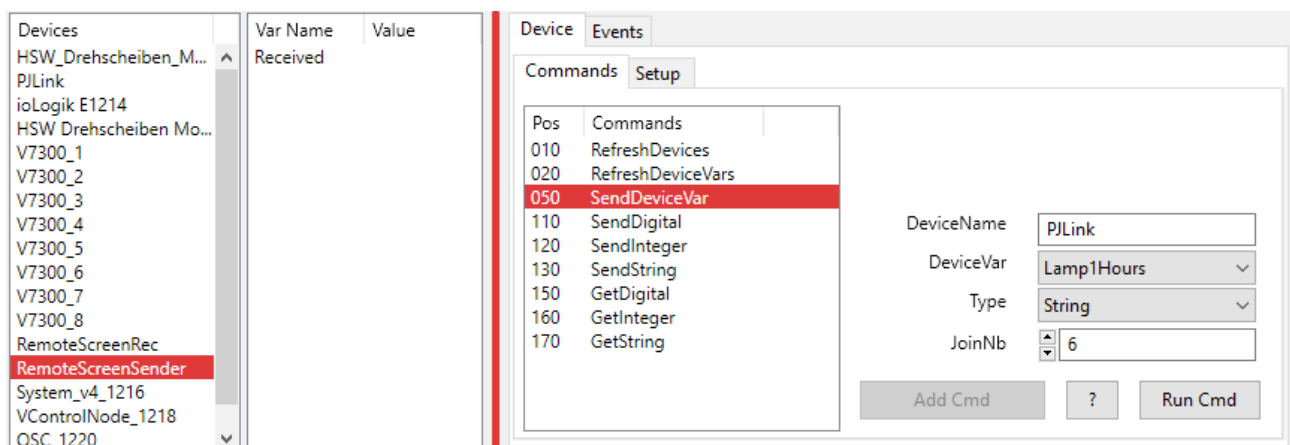 Devices
HSW_Drehscheiben_M...
PJLink
ioLogik E1214
HSW Drehscheiben Mo...
V7300_1
V7300_2
V7300_3
V7300_4
V7300_5
V7300_6
V7300_7
V7300_8
RemoteScreenRec
RemoteScreenSender
System_v4_1216
VControlNode_1218
OSC_1220
Var Name Value
Received
Device Events
Commands Setup
Pos Commands
010 RefreshDevices
020 RefreshDeviceVars
050 SendDeviceVar
110 SendDigital
120 SendInteger
130 SendString
150 GetDigital
160 GetInteger
170 GetString
DeviceName PJLink
DeviceVar Lamp1Hours
Type String
JoinNb 6
Add Cmd ? Run Cmd